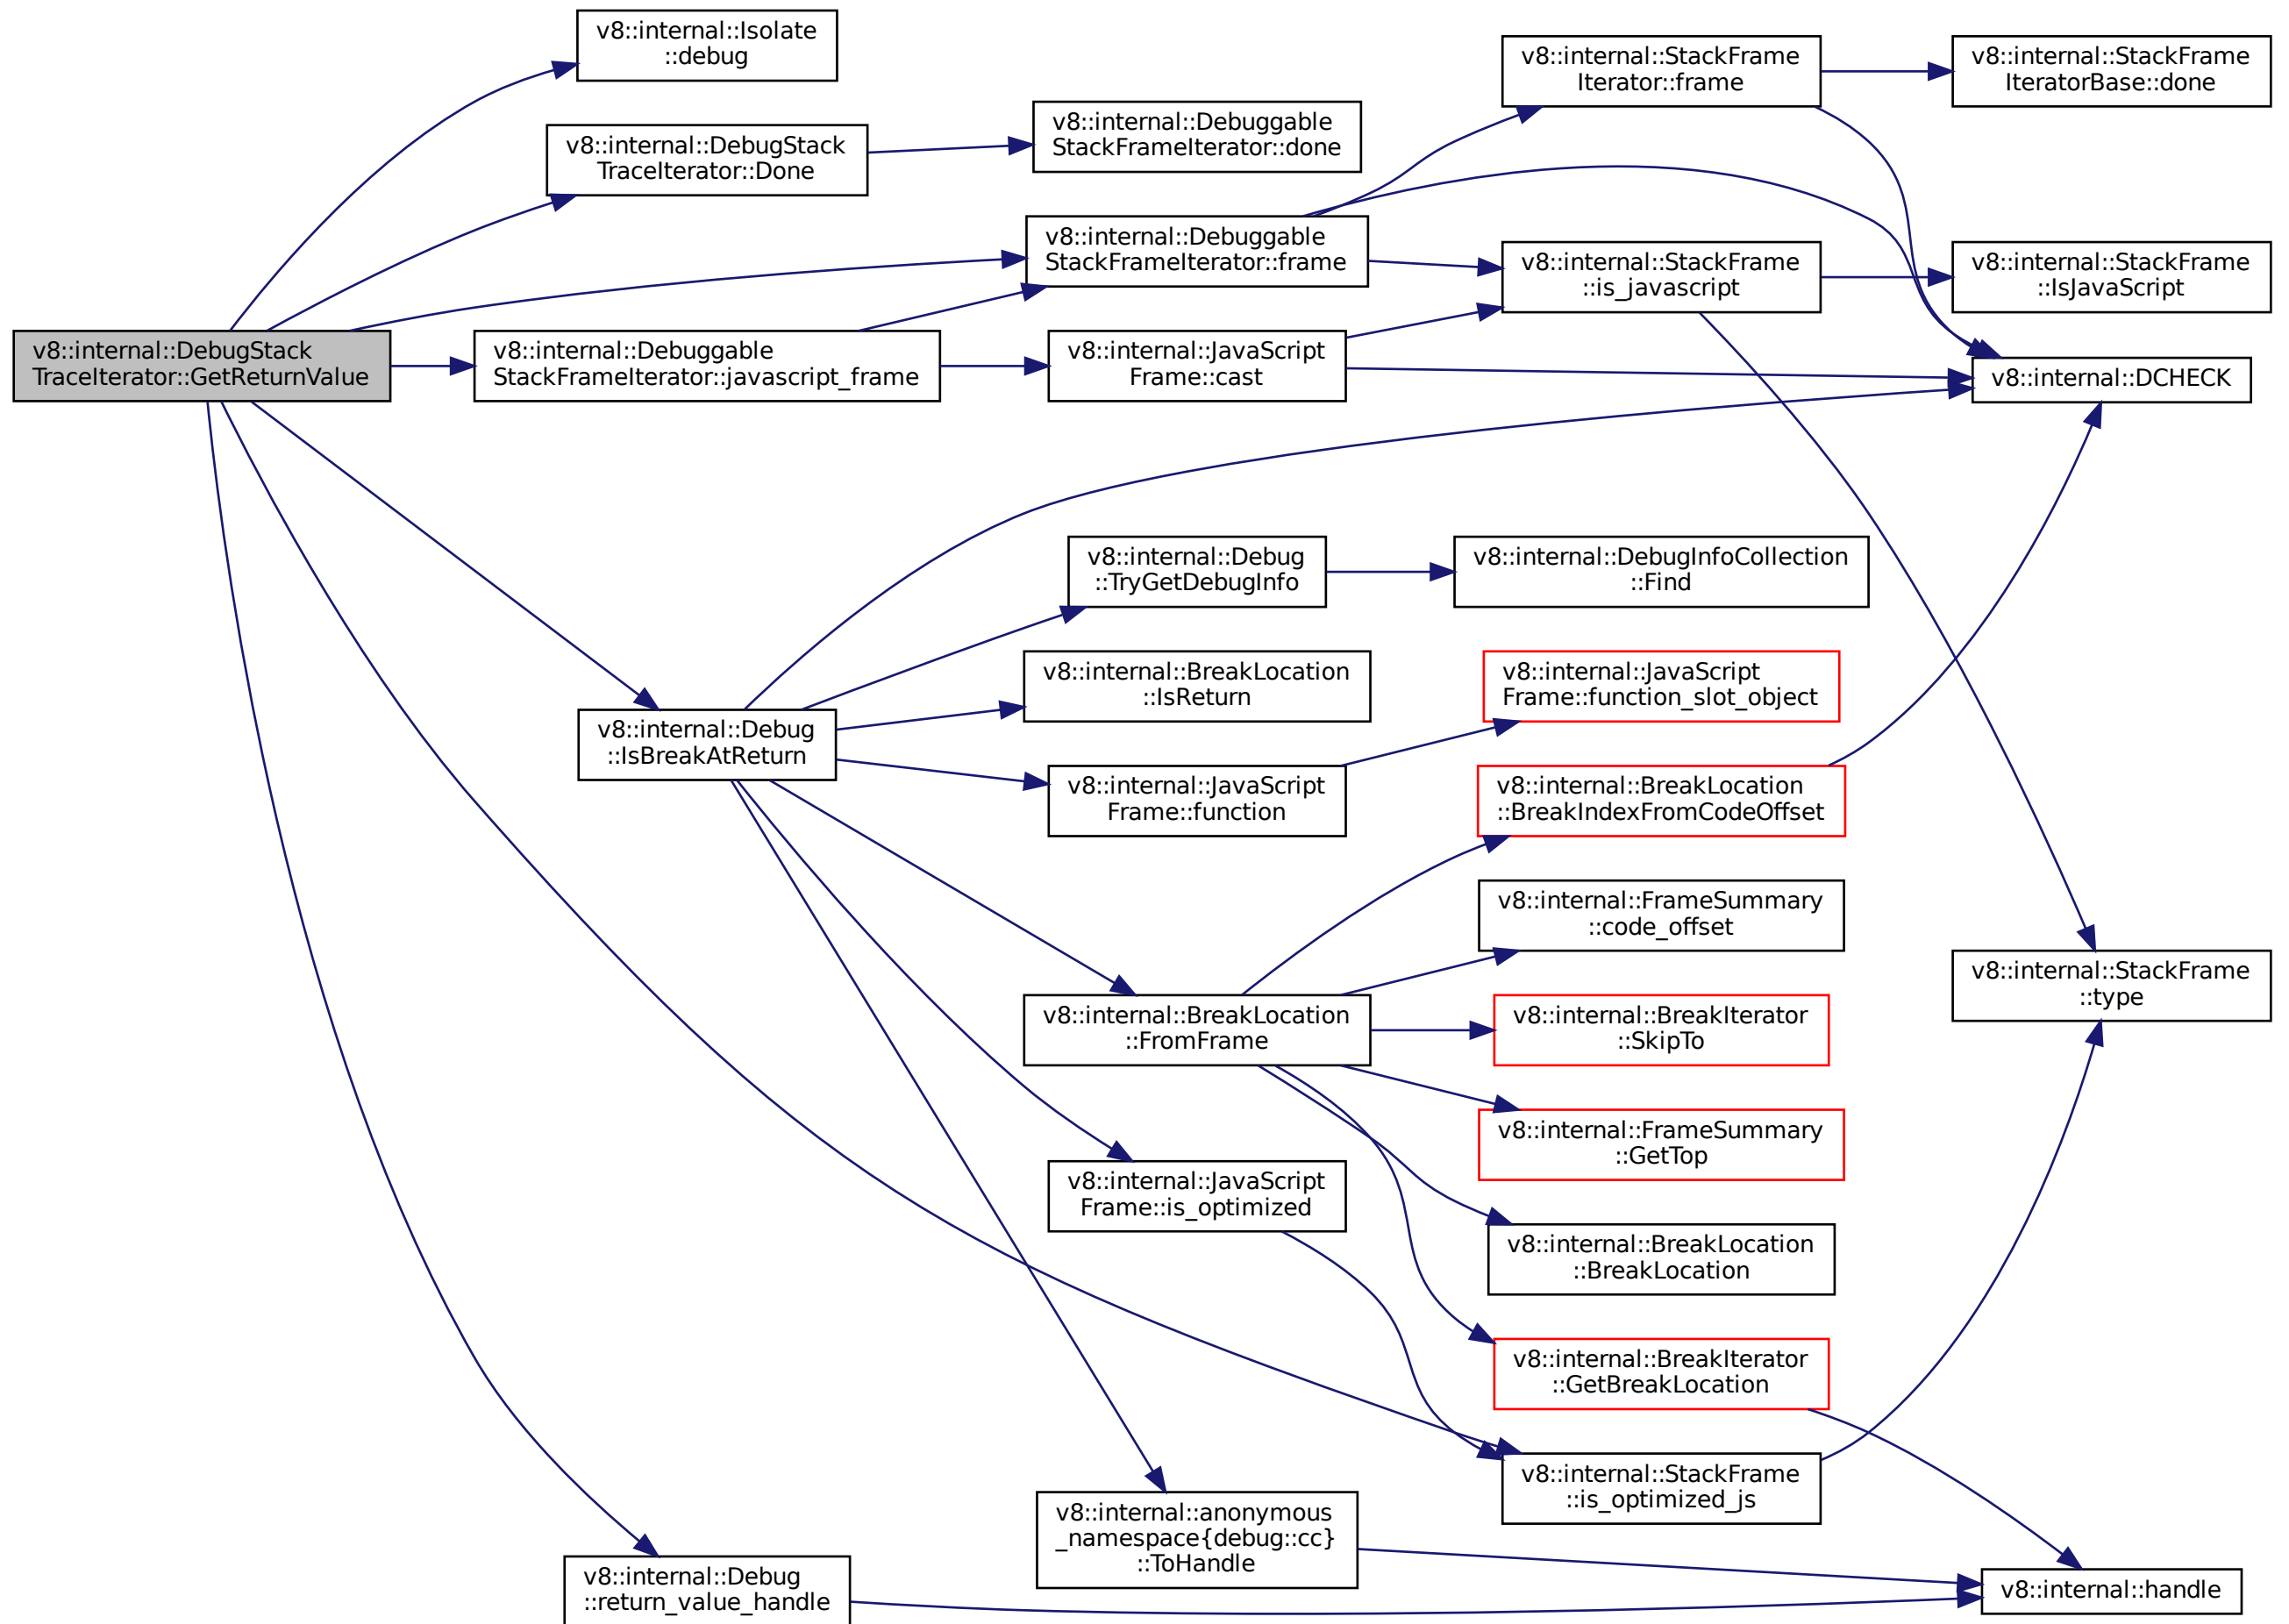 v8::internal::DebugStack
TraceIterator::GetReturnValue
v8::internal::Isolate
::debug
v8::internal::DebugStack
TraceIterator::Done
v8::internal::Debuggable
StackFrameIterator::done
v8::internal::Debuggable
StackFrameIterator::frame
v8::internal::Debuggable
StackFrameIterator::javascript_frame
v8::internal::JavaScript
Frame::cast
v8::internal::StackFrame
Iterator::frame
v8::internal::StackFrame
IteratorBase::done
v8::internal::StackFrame
::is_javascript
v8::internal::StackFrame
::IsJavaScript
v8::internal::DCHECK
v8::internal::Debug
::IsBreakAtReturn
v8::internal::Debug
::TryGetDebugInfo
v8::internal::DebugInfoCollection
::Find
v8::internal::BreakLocation
::IsReturn
v8::internal::JavaScript
Frame::function
v8::internal::JavaScript
Frame::function_slot_object
v8::internal::BreakLocation
::BreakIndexFromCodeOffset
v8::internal::FrameSummary
::code_offset
v8::internal::BreakLocation
::FromFrame
v8::internal::BreakIterator
::SkipTo
v8::internal::FrameSummary
::GetTop
v8::internal::BreakLocation
::BreakLocation
v8::internal::BreakIterator
::GetBreakLocation
v8::internal::StackFrame
::type
v8::internal::JavaScript
Frame::is_optimized
v8::internal::StackFrame
::is_optimized_js
v8::internal::anonymous
_namespace{debug::cc}
::ToHandle
v8::internal::Debug
::return_value_handle
v8::internal::handle